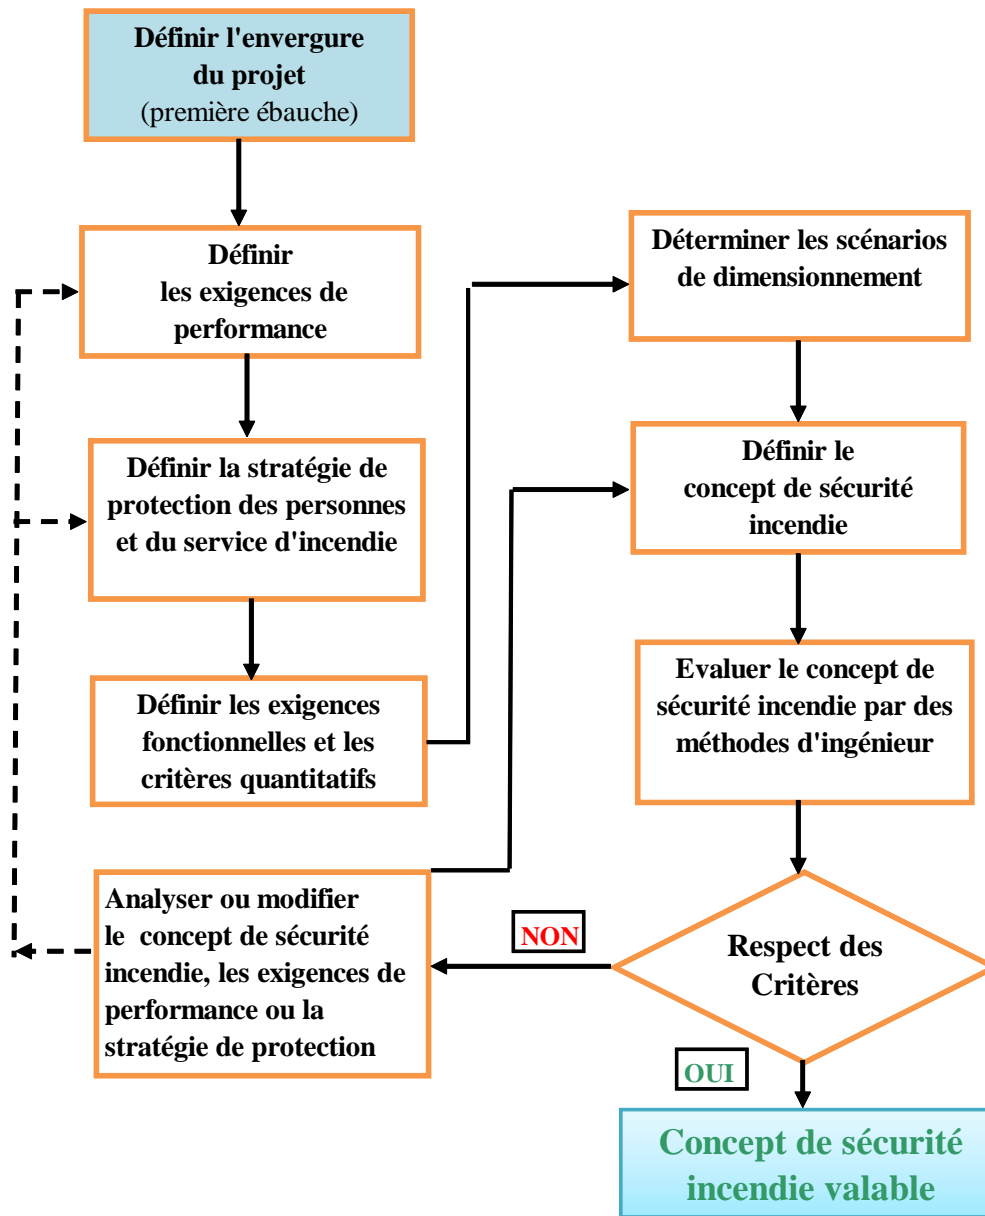 Définir l'envergure
du projet
(première ébauche)
Définir
les exigences de
performance
Définir la stratégie de
protection des personnes
et du service d'incendie
Définir les exigences
fonctionnelles et les
critères quantitatifs
Déterminer les scénarios
de dimensionnement
Définir le
concept de sécurité
incendie
Evaluer le concept de
sécurité incendie par des
méthodes d'ingénieur
Respect des
Critères
NON
Analyser ou modifier
le concept de sécurité
incendie, les exigences de
performance ou la
stratégie de protection
OUI
Concept de sécurité
incendie valable